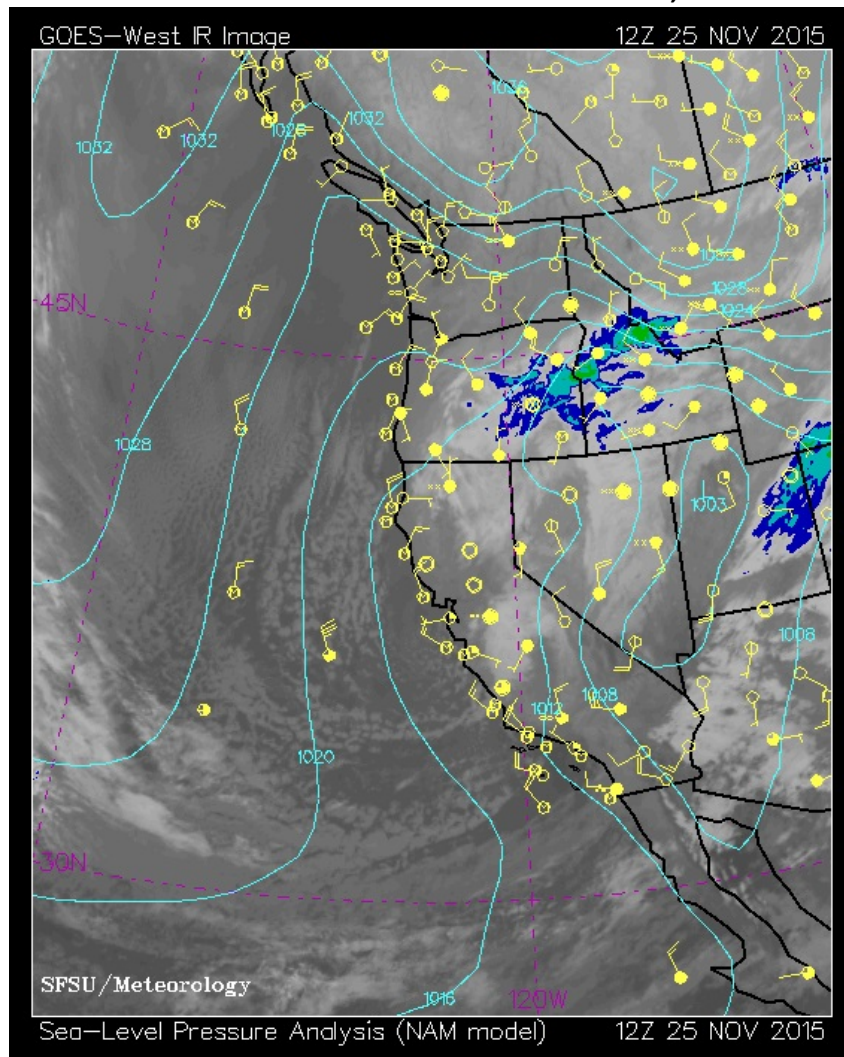 GOES-West IR Image 12Z 25 NOV 2015
1036
1032 1032 1028 1032
1032
1028
1024
45N
1028
1003
L
1008
1012 1008
1020
30N
1016 120W
SFSU/Meteorology
Sea-Level Pressure Analysis (NAM model) 12Z 25 NOV 2015